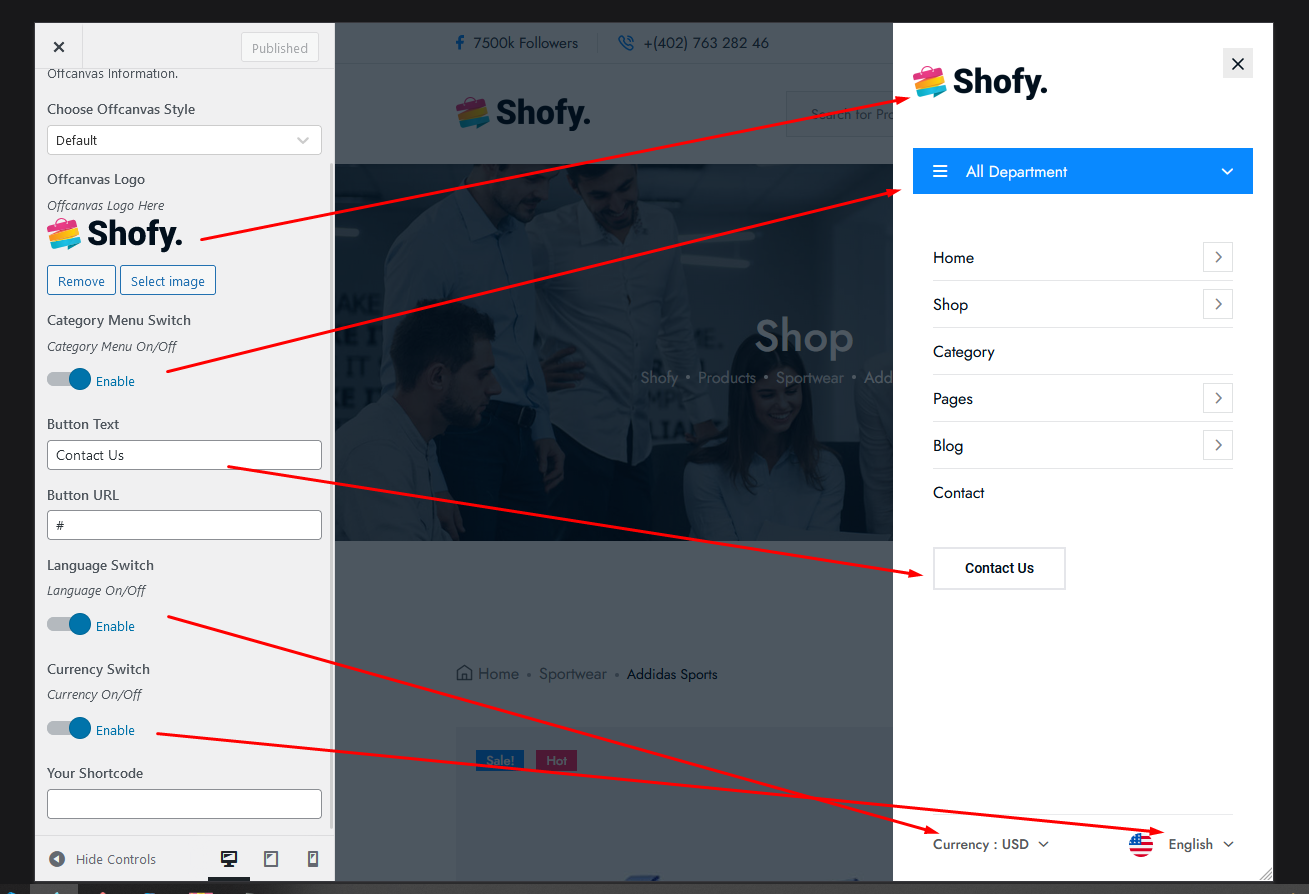 Published
Offcanvas Information.
Choose Offcanvas Style
Default
Offcanvas Logo
Offcanvas Logo Here
Shofy.
Remove
Select image
Category Menu Switch
Category Menu On/Off
Enable
Button Text
Contact Us
Button URL
#
Language Switch
Language On/Off
Enable
Currency Switch
Currency On/Off
Enable
Your Shortcode
Hide Controls
7500k Followers
+(402) 763 282 46
Shofy.
Search for Pro
Shop
Shofy • Products • Sportwear • Add
Home • Sportwear • Addidas Sports
Sale!
Hot
Shofy.
All Department
Home
Shop
Category
Pages
Blog
Contact
Contact Us
Currency : USD
English